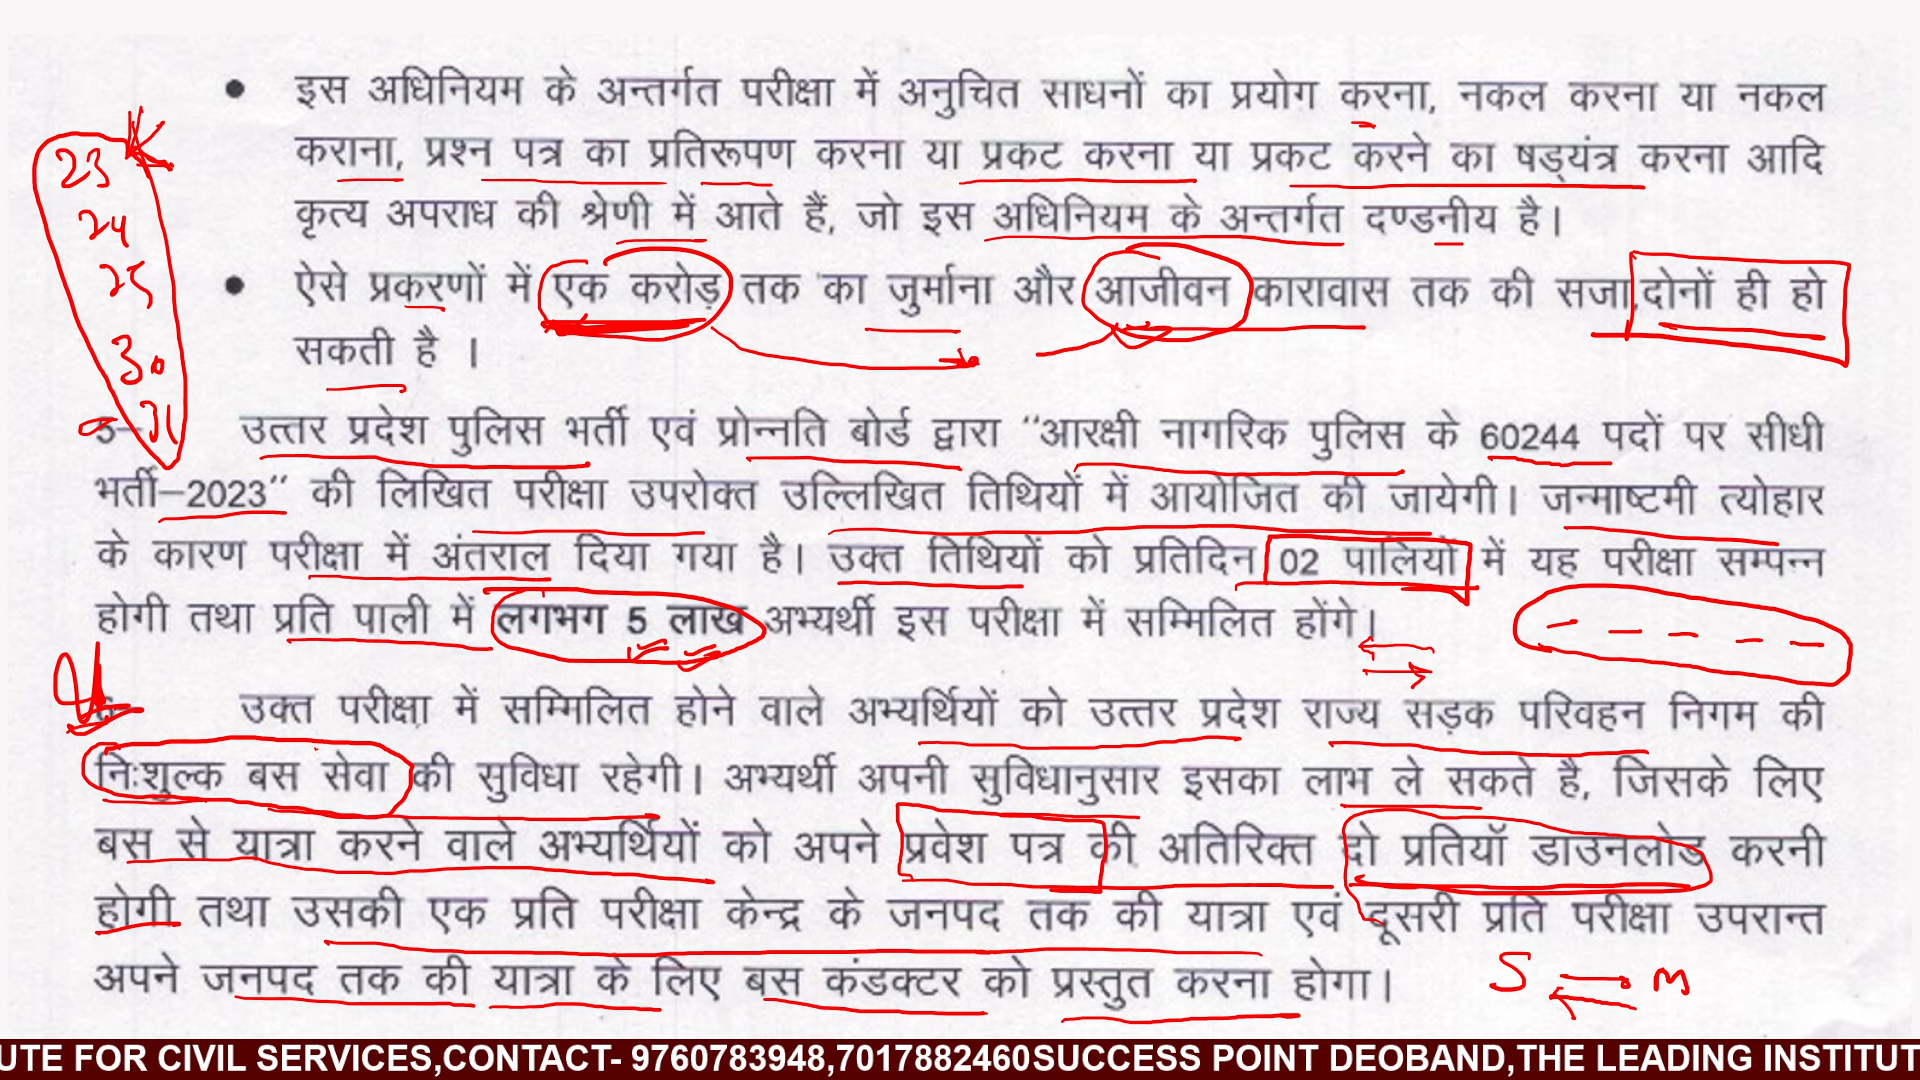 • इस अधिनियम के अन्तर्गत परीक्षा में अनुचित साधनों का प्रयोग करना, नकल करना या नकल
23
कराना, प्रश्न पत्र का प्रतिरूपण करना या प्रकट करना या प्रकट करने का षड्यंत्र करना आदि
24
कृत्य अपराध की श्रेणी में आते हैं, जो इस अधिनियम के अन्तर्गत दण्डनीय है।
25
• ऐसे प्रकरणों में एक करोड़ तक का जुर्माना और आजीवन कारावास तक की सजा,दोनों ही हो
30
सकती है ।
31
5– उत्तर प्रदेश पुलिस भर्ती एवं प्रोन्नति बोर्ड द्वारा ''आरक्षी नागरिक पुलिस के 60244 पदों पर सीधी
भर्ती–2023'' की लिखित परीक्षा उपरोक्त उल्लिखित तिथियों में आयोजित की जायेगी। जन्माष्टमी त्योहार
के कारण परीक्षा में अंतराल दिया गया है। उक्त तिथियों को प्रतिदिन 02 पालियों में यह परीक्षा सम्पन्न
होगी तथा प्रति पाली में लगभग 5 लाख अभ्यर्थी इस परीक्षा में सम्मिलित होंगे।
उक्त परीक्षा में सम्मिलित होने वाले अभ्यर्थियों को उत्तर प्रदेश राज्य सड़क परिवहन निगम की
निःशुल्क बस सेवा की सुविधा रहेगी। अभ्यर्थी अपनी सुविधानुसार इसका लाभ ले सकते है, जिसके लिए
बस से यात्रा करने वाले अभ्यर्थियों को अपने प्रवेश पत्र की अतिरिक्त दो प्रतियॉ डाउनलोड करनी
होगी तथा उसकी एक प्रति परीक्षा केन्द्र के जनपद तक की यात्रा एवं दूसरी प्रति परीक्षा उपरान्त
अपने जनपद तक की यात्रा के लिए बस कंडक्टर को प्रस्तुत करना होगा।
S M
UTE FOR CIVIL SERVICES,CONTACT- 9760783948,7017882460SUCCESS POINT DEOBAND,THE LEADING INSTITUT